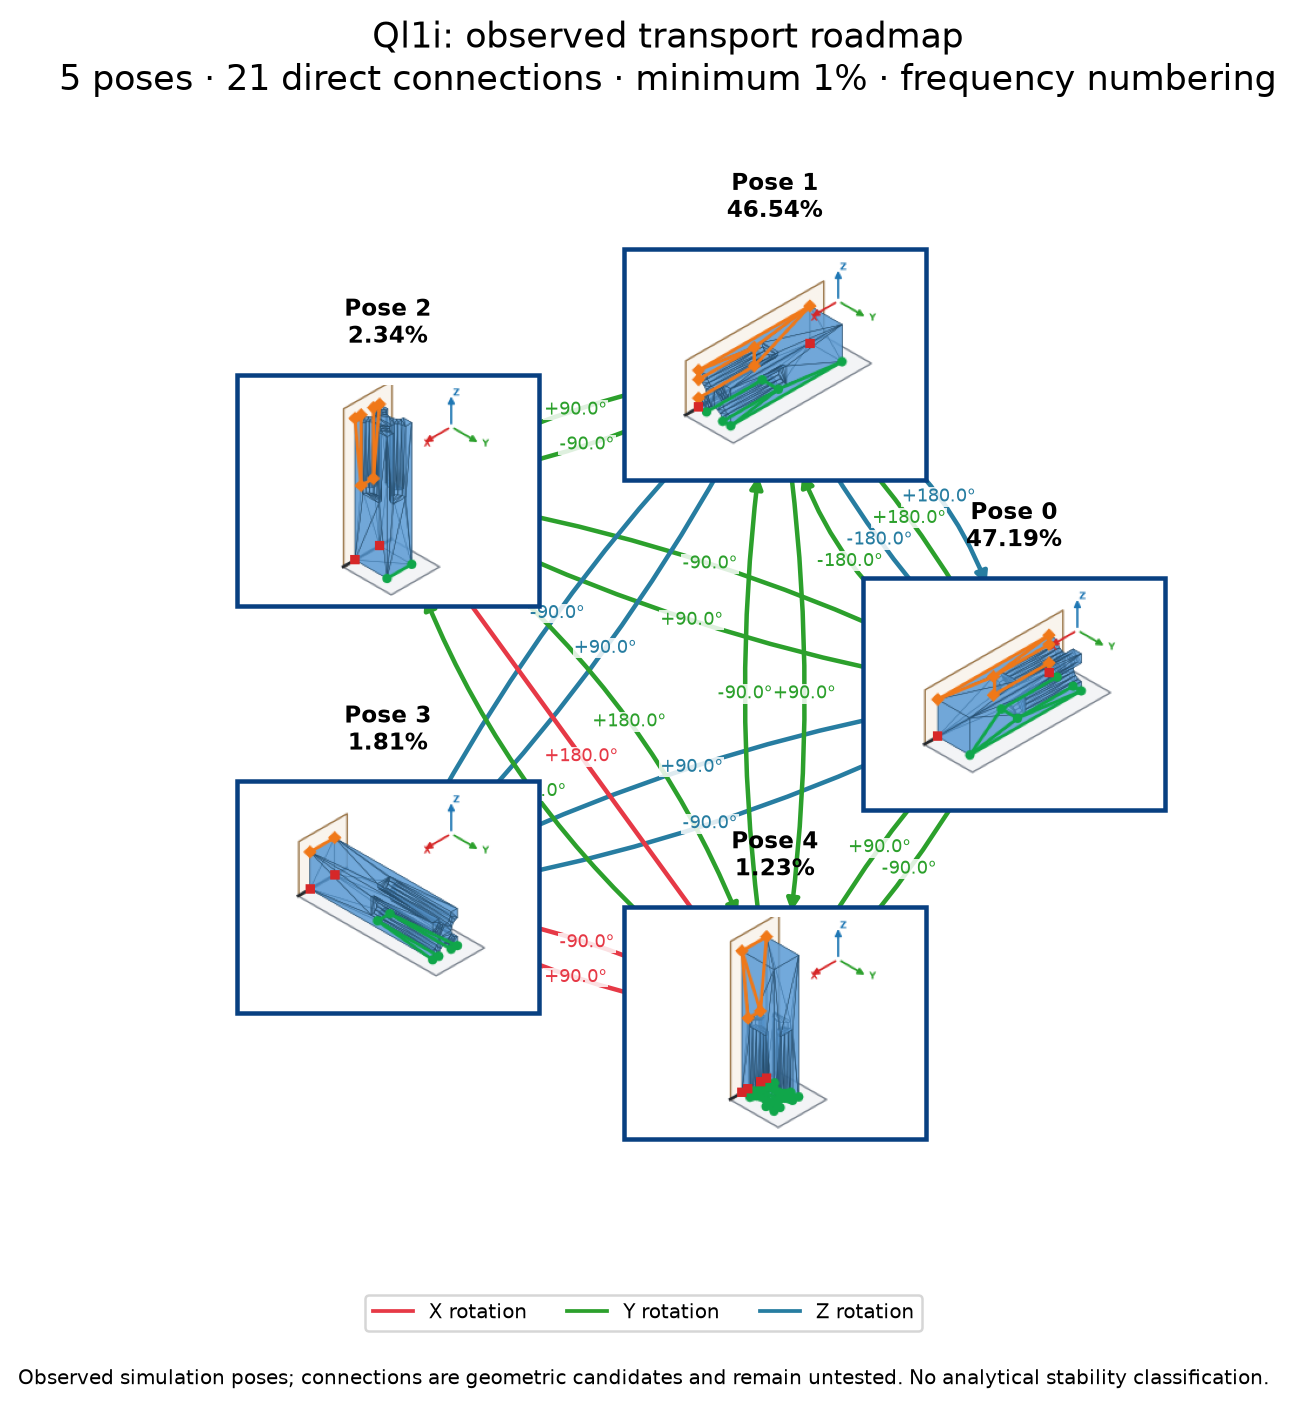 Ql1i: observed transport roadmap
5 poses · 21 direct connections · minimum 1% · frequency numbering
Pose 1
46.54%
Z
X
Y
Pose 2
2.34%
Z
X
Y
+90.0°
-90.0°
+180.0°
+180.0°
-180.0°
-180.0°
Pose 0
47.19%
Z
X
Y
-90.0°
+90.0°
-90.0°
+90.0°
-90.0°
+90.0°
+180.0°
+180.0°
Pose 3
1.81%
Z
X
Y
+90.0°
.0°
-90.0°
Pose 4
1.23%
Z
X
Y
+90.0°
-90.0°
-90.0°
+90.0°
X rotation
Y rotation
Z rotation
Observed simulation poses; connections are geometric candidates and remain untested. No analytical stability classification.